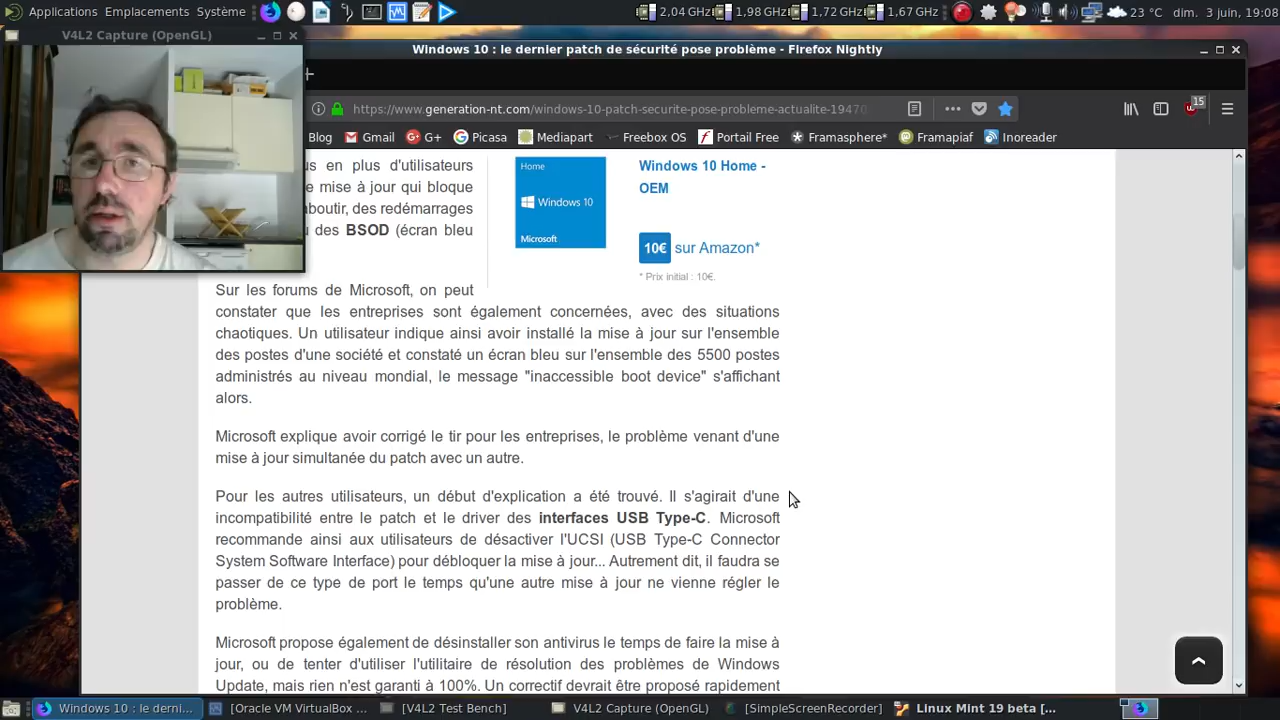 Applications Emplacements Système
2,04 GHz 1,98 GHz 1,72 GHz 1,67 GHz
23 °C dim. 3 juin, 19:08
V4L2 Capture (OpenGL)
Windows 10 : le dernier patch de sécurité pose problème - Firefox Nightly
https://www.generation-nt.com/windows-10-patch-securite-pose-probleme-actualite-19470
15
Blog Gmail G+ Picasa Mediapart Freebox OS Portail Free Framasphere* Framapiaf Inoreader
en plus d'utilisateurs
mise à jour qui bloque
des redémarrages
des BSOD (écran bleu
Home
Windows 10
Microsoft
Windows 10 Home -
OEM
10€ sur Amazon*
* Prix initial : 10€.
Sur les forums de Microsoft, on peut
constater que les entreprises sont également concernées, avec des situations
chaotiques. Un utilisateur indique ainsi avoir installé la mise à jour sur l'ensemble
des postes d'une société et constaté un écran bleu sur l'ensemble des 5500 postes
administrés au niveau mondial, le message "inaccessible boot device" s'affichant
alors.
Microsoft explique avoir corrigé le tir pour les entreprises, le problème venant d'une
mise à jour simultanée du patch avec un autre.
Pour les autres utilisateurs, un début d'explication a été trouvé. Il s'agirait d'une
incompatibilité entre le patch et le driver des interfaces USB Type-C. Microsoft
recommande ainsi aux utilisateurs de désactiver l'UCSI (USB Type-C Connector
System Software Interface) pour débloquer la mise à jour... Autrement dit, il faudra se
passer de ce type de port le temps qu'une autre mise à jour ne vienne régler le
problème.
Microsoft propose également de désinstaller son antivirus le temps de faire la mise à
jour, ou de tenter d'utiliser l'utilitaire de résolution des problèmes de Windows
Update, mais rien n'est garanti à 100%. Un correctif devrait être proposé rapidement
Windows 10 : le derni... [Oracle VM VirtualBox ... [V4L2 Test Bench] V4L2 Capture (OpenGL) [SimpleScreenRecorder] Linux Mint 19 beta [...